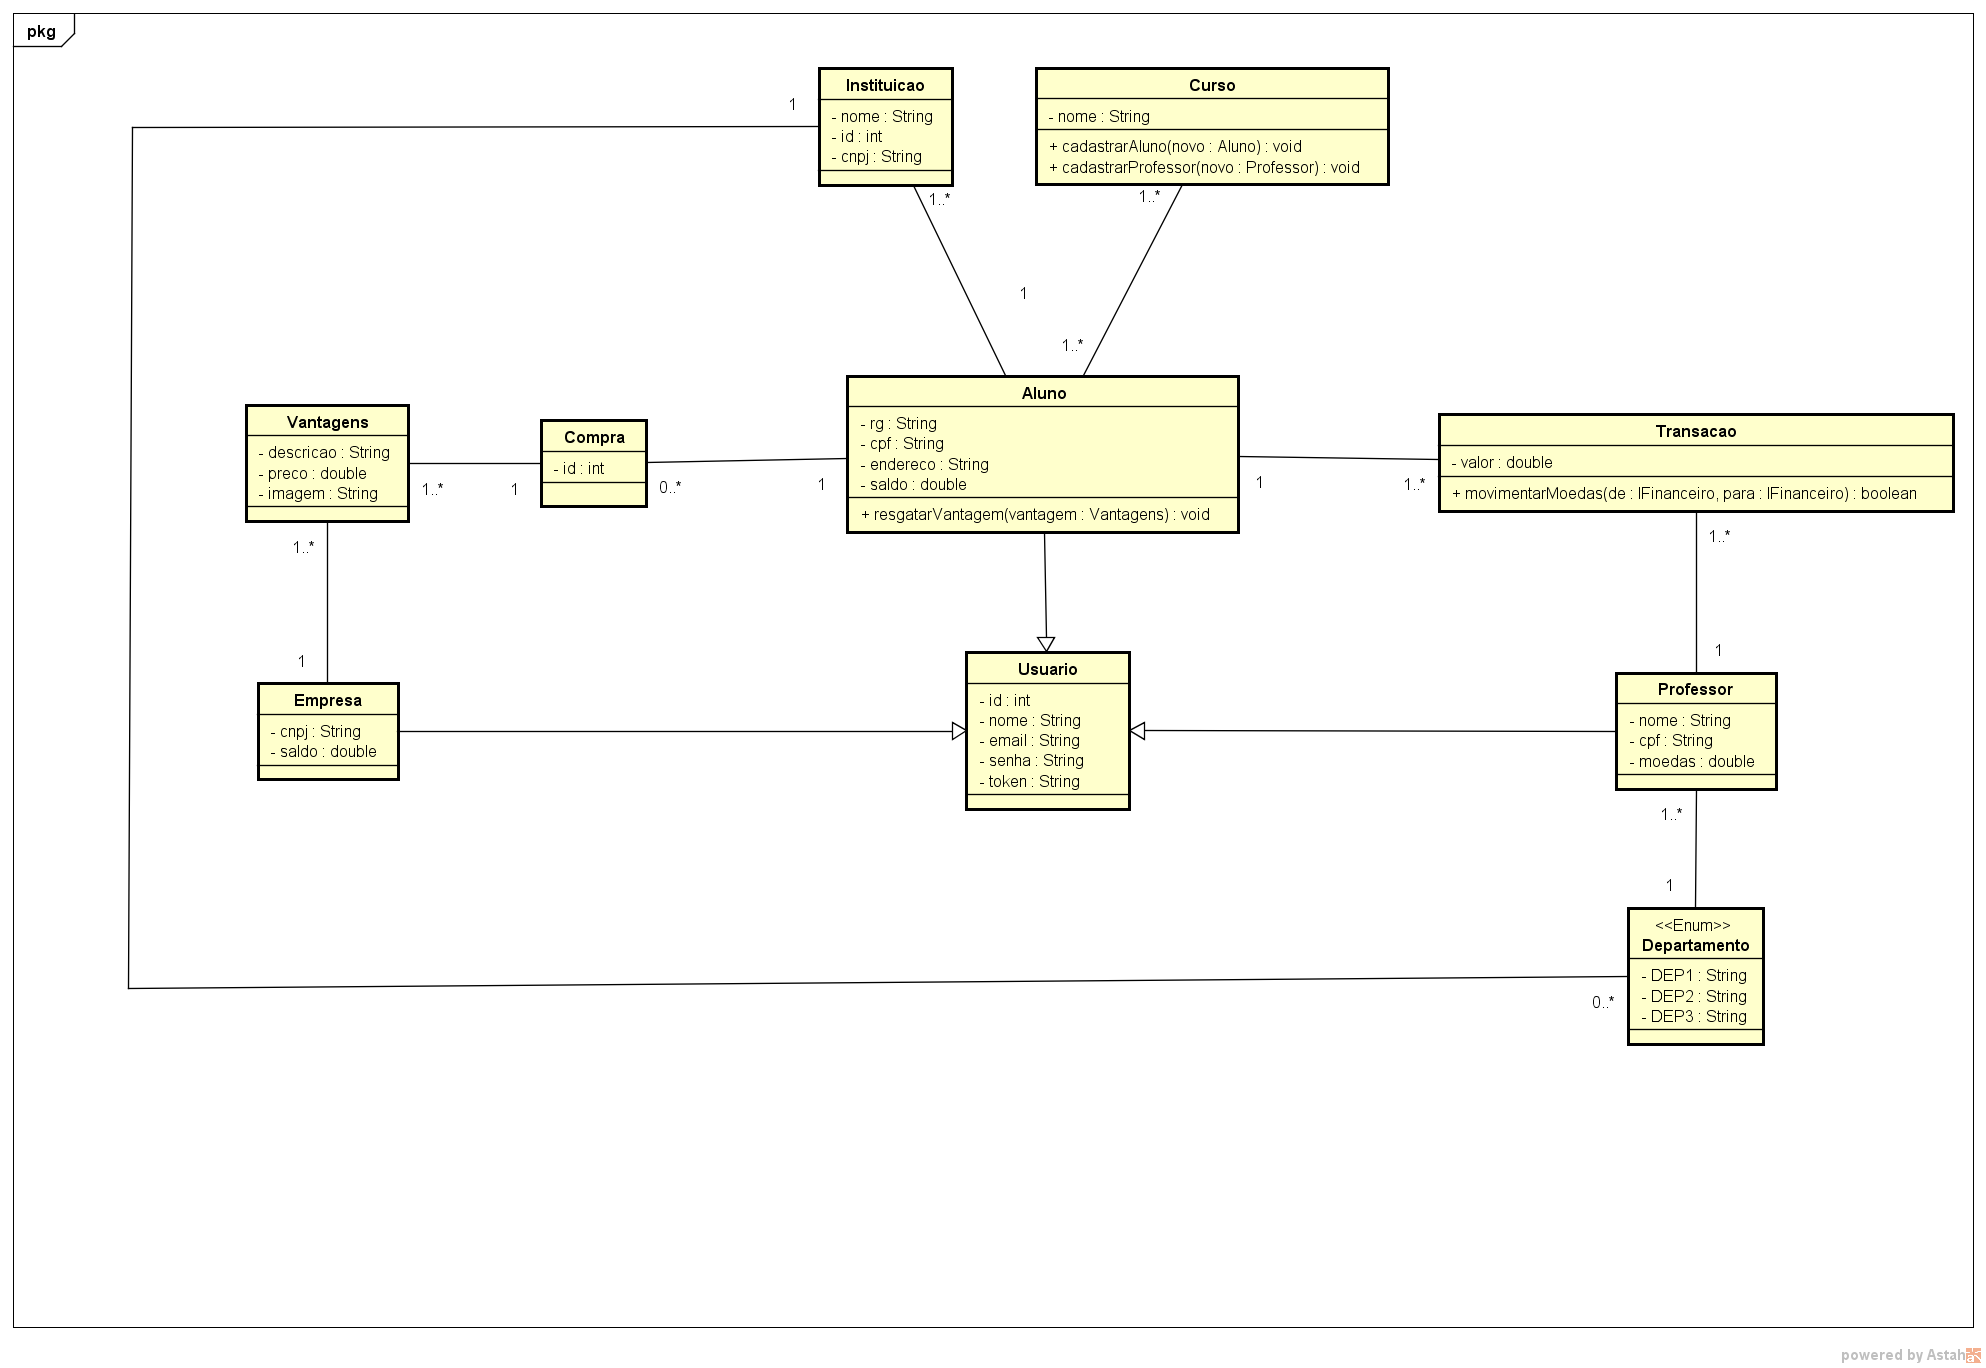 pkg
1
Instituicao
- nome : String
- id : int
- cnpj : String
1..*
Curso
- nome : String
+ cadastrarAluno(novo : Aluno) : void
+ cadastrarProfessor(novo : Professor) : void
1..*
1
1..*
Vantagens
- descricao : String
- preco : double
- imagem : String
1..*
1
Compra
- id : int
0..*
1
Aluno
- rg : String
- cpf : String
- endereco : String
- saldo : double
+ resgatarVantagem(vantagem : Vantagens) : void
1
1..*
Transacao
- valor : double
+ movimentarMoedas(de : IFinanceiro, para : IFinanceiro) : boolean
1..*
1..*
1
1
Empresa
- cnpj : String
- saldo : double
Usuario
- id : int
- nome : String
- email : String
- senha : String
- token : String
Professor
- nome : String
- cpf : String
- moedas : double
1..*
1
<<Enum>>
Departamento
- DEP1 : String
- DEP2 : String
- DEP3 : String
0..*
powered by Astah